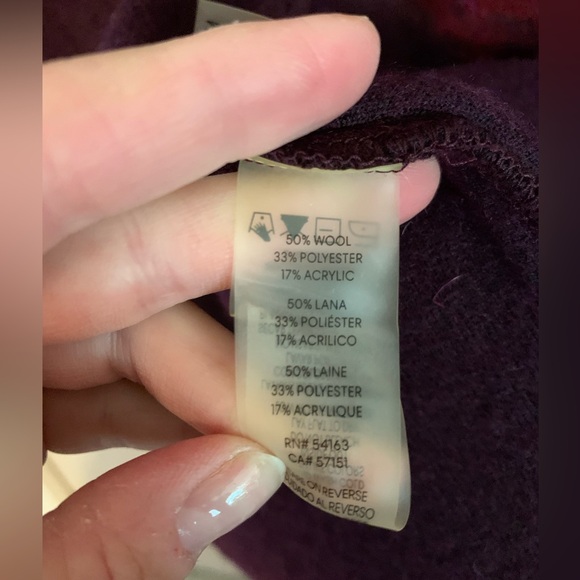 50% WOOL
33% POLYESTER
17% ACRYLIC
50% LANA
33% POLIÉSTER
17% ACRILICO
50% LAINE
33% POLYESTER
17% ACRYLIQUE
RN# 54163
CA# 57151
ON REVERSE
AL REVERSO